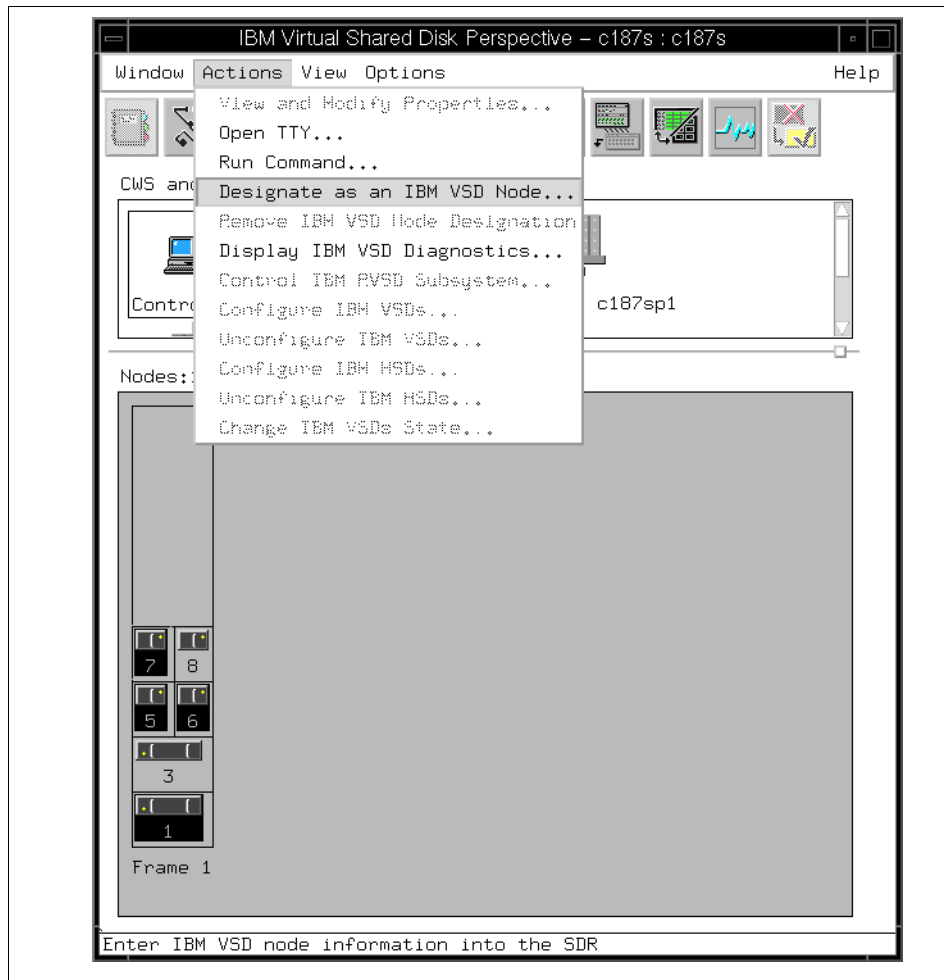 IBM Virtual Shared Disk Perspective – c187s : c187s
Window Actions View Options Help
View and Modify Properties...
Open TTY...
Run Command...
CWS and
Designate as an IBM VSD Node...
Remove IBM VSD Node Designation
Display IBM VSD Diagnostics...
Control IBM RVSD Subsystem...
Contro c187sp1
Configure IBM VSDs...
Unconfigure IBM VSDs...
Configure IBM HSDs...
Nodes:
Unconfigure IBM HSDs...
Change IBM VSDs State...
7 8
5 6
3
1
Frame 1
Enter IBM VSD node information into the SDR